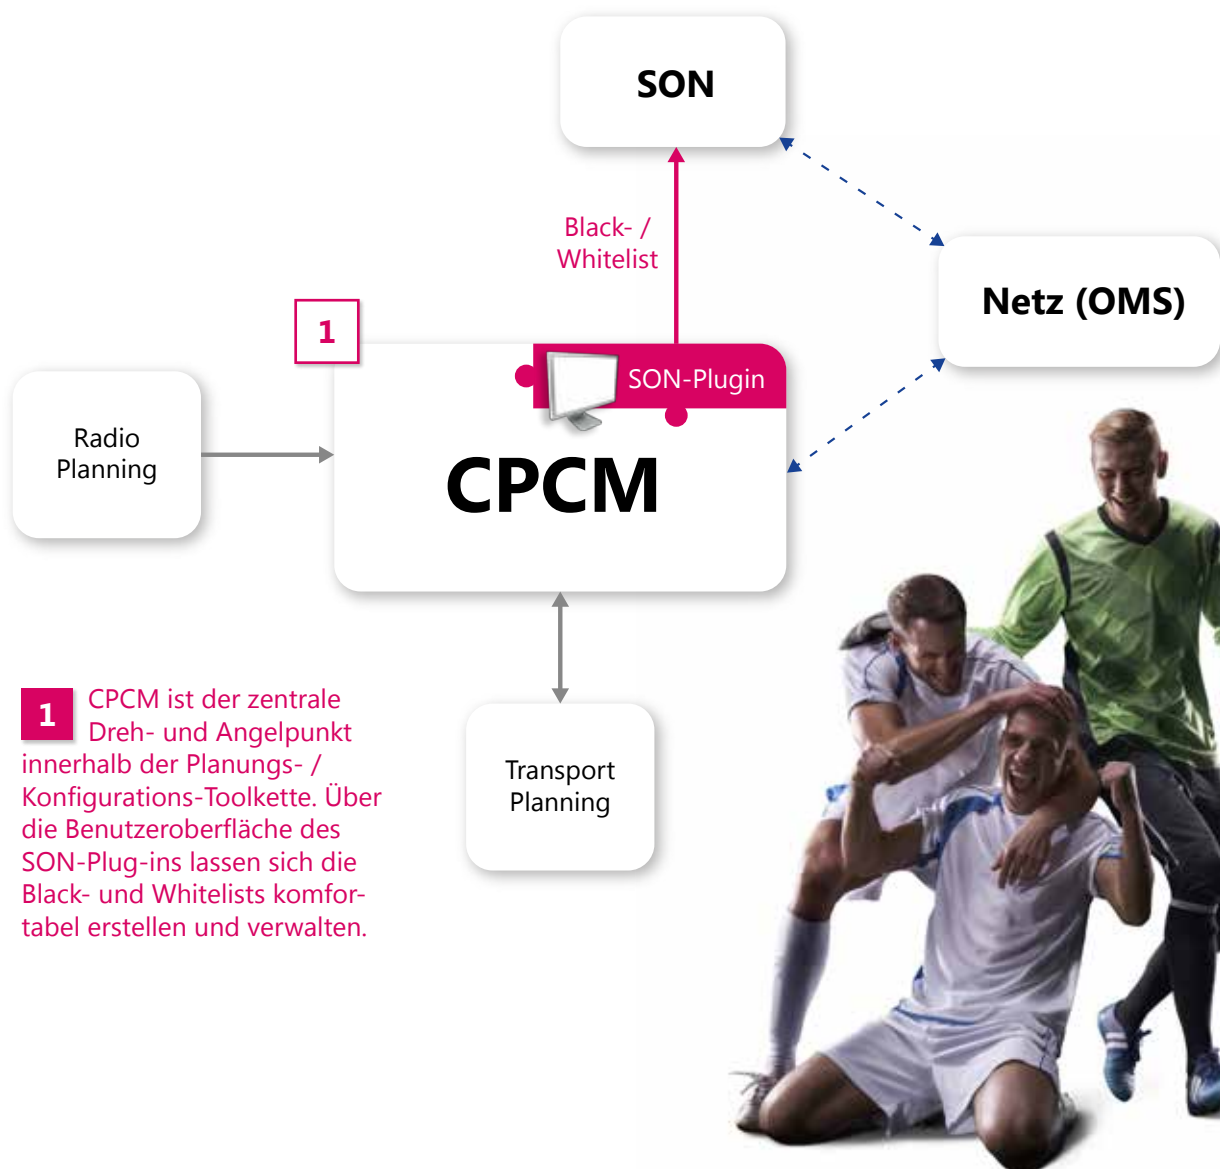 SON
Black- /
Whitelist
Netz (OMS)
1
SON-Plugin
Radio
Planning
CPCM
1 CPCM ist der zentrale
Dreh- und Angelpunkt
innerhalb der Planungs- /
Konfigurations-Toolkette. Über
die Benutzeroberfläche des
SON-Plug-ins lassen sich die
Black- und Whitelists komfor-
tabel erstellen und verwalten.
Transport
Planning